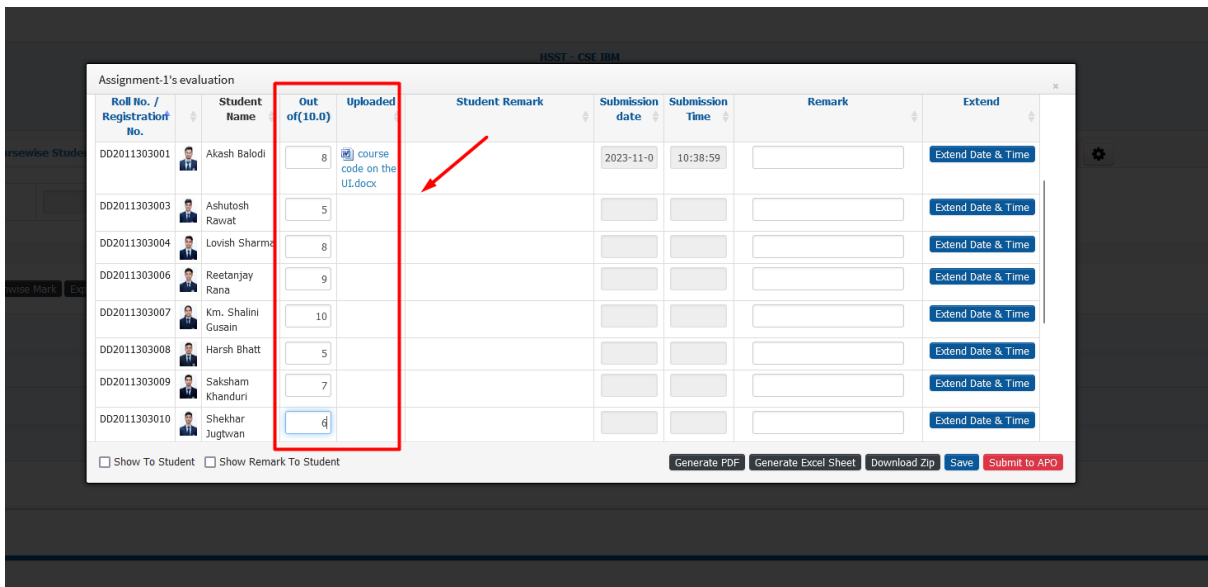 HSST - CSE IBM
Assignment-1's evaluation
×
Roll No. / Registration No. Student Name Out of(10.0) Uploaded Student Remark Submission date Submission Time Remark Extend
DD2011303001 Akash Balodi 8 course code on the UI.docx 2023-11-0 10:38:59 Extend Date & Time
DD2011303003 Ashutosh Rawat 5 Extend Date & Time
DD2011303004 Lovish Sharma 8 Extend Date & Time
DD2011303006 Reetanjay Rana 9 Extend Date & Time
DD2011303007 Km. Shalini Gusain 10 Extend Date & Time
DD2011303008 Harsh Bhatt 5 Extend Date & Time
DD2011303009 Saksham Khanduri 7 Extend Date & Time
DD2011303010 Shekhar Jugtwan 6 Extend Date & Time
Show To Student Show Remark To Student Generate PDF Generate Excel Sheet Download Zip Save Submit to APO